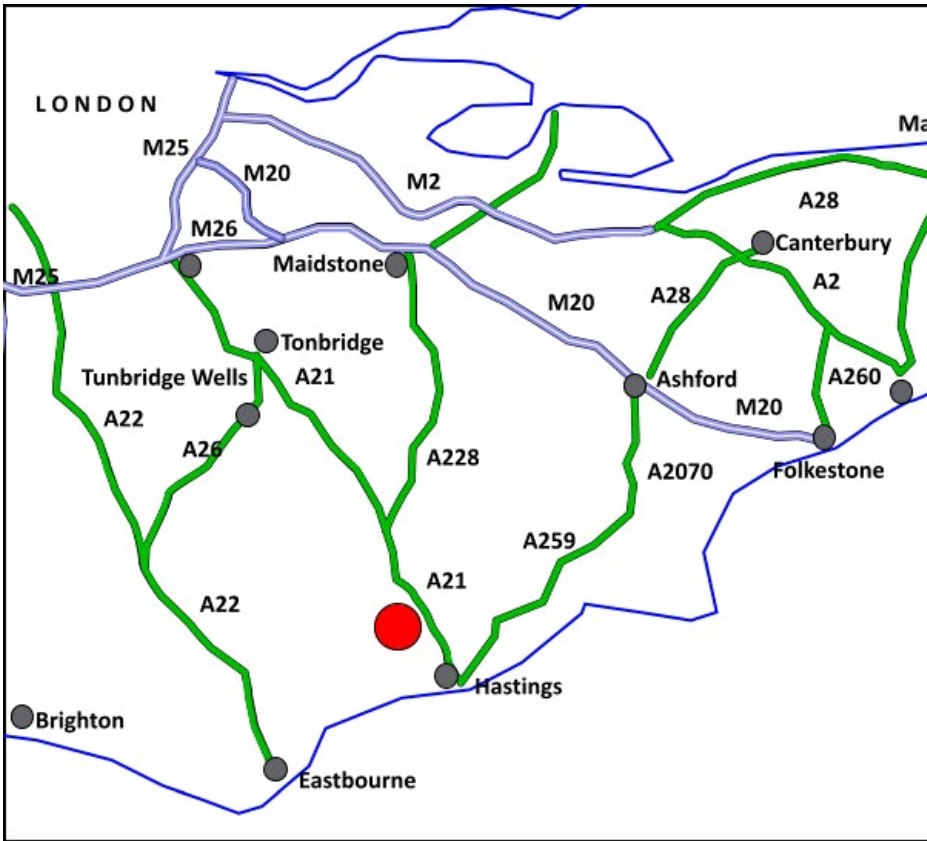 LONDON
Ma
M25
M20
M2
A28
M26
Canterbury
Maidstone
M25
A2
M20
A28
Tonbridge
Tunbridge Wells
A21
Ashford
A260
A22
M20
A26
A228
A2070
Folkestone
A259
A21
A22
Hastings
Brighton
Eastbourne